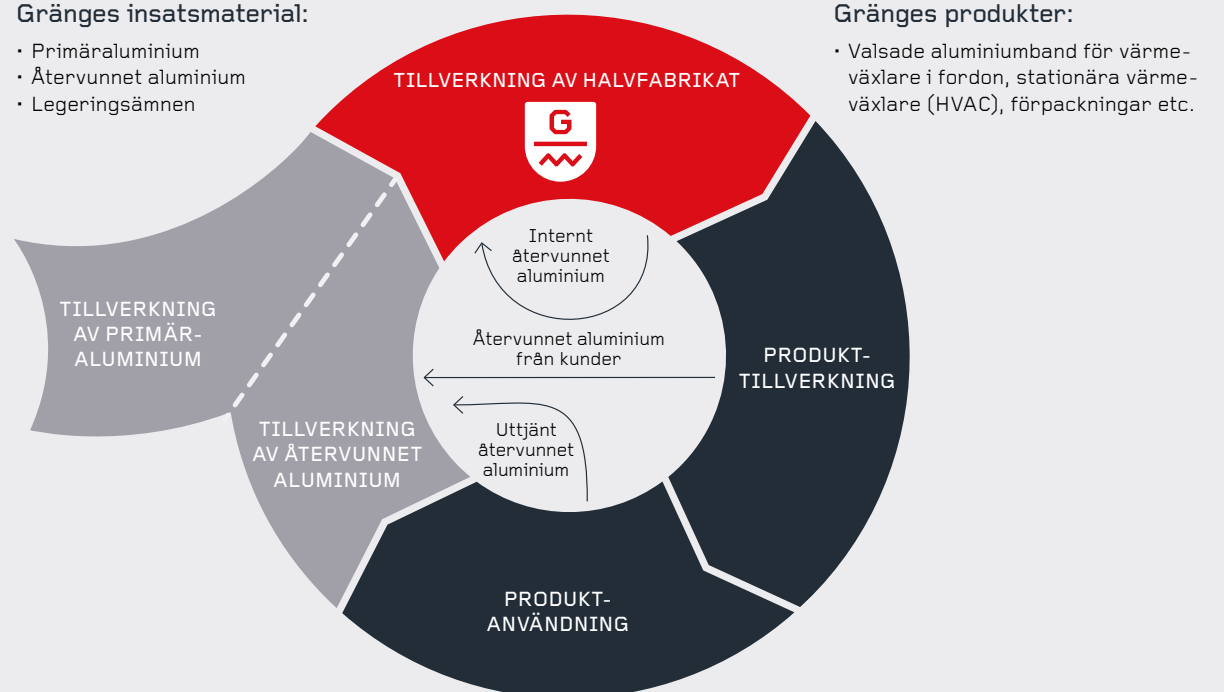 Gränges insatsmaterial:
· Primäraluminium
· Återvunnet aluminium
· Legeringsämnen
Gränges produkter:
· Valsade aluminiumband för värme-
växlare i fordon, stationära värme-
växlare (HVAC), förpackningar etc.
TILLVERKNING AV HALVFABRIKAT
G
Internt
återvunnet
aluminium
Återvunnet aluminium
från kunder
Uttjänt
återvunnet
aluminium
TILLVERKNING
AV PRIMÄR-
ALUMINIUM
TILLVERKNING
AV ÅTERVUNNET
ALUMINIUM
PRODUKT-
TILLVERKNING
PRODUKT-
ANVÄNDNING